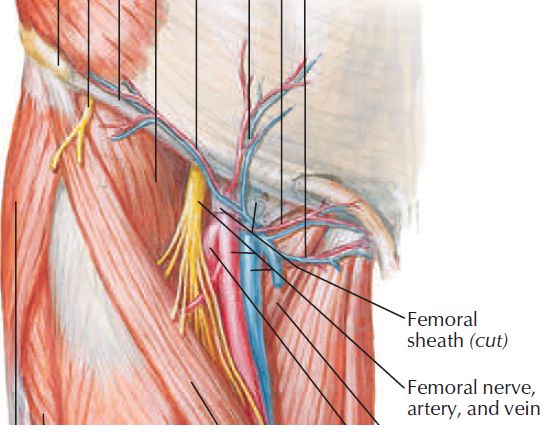 Femoral
sheath (cut)
Femoral nerve,
artery, and vein